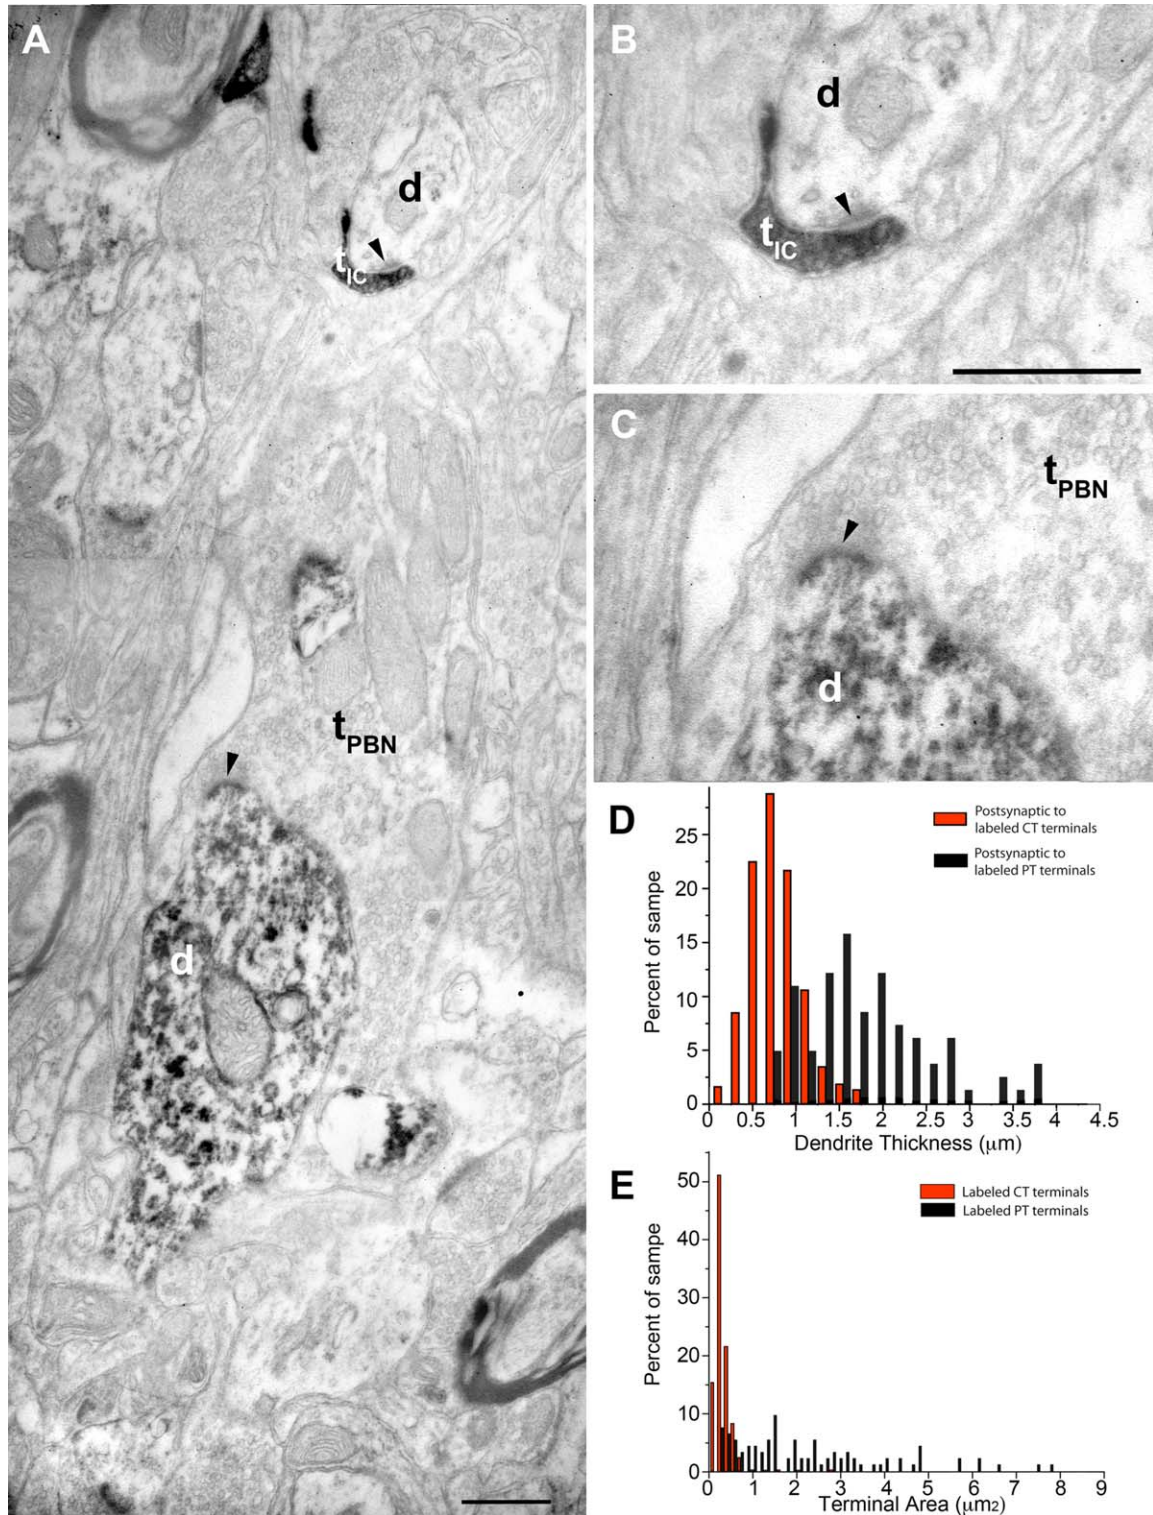 A
d
tIC
tPBN
d
B
d
tIC
C
tPBN
d
D
Postsynaptic to
labeled CT terminals
Postsynaptic to
labeled PT terminals
Percent of sampe
25
20
15
10
5
0
0 0.5 1 1.5 2 2.5 3 3.5 4 4.5
Dendrite Thickness (μm)
E
Labeled CT terminals
Labeled PT terminals
Percent of sampe
50
40
30
20
10
0
0 1 2 3 4 5 6 7 8 9
Terminal Area (μm2)